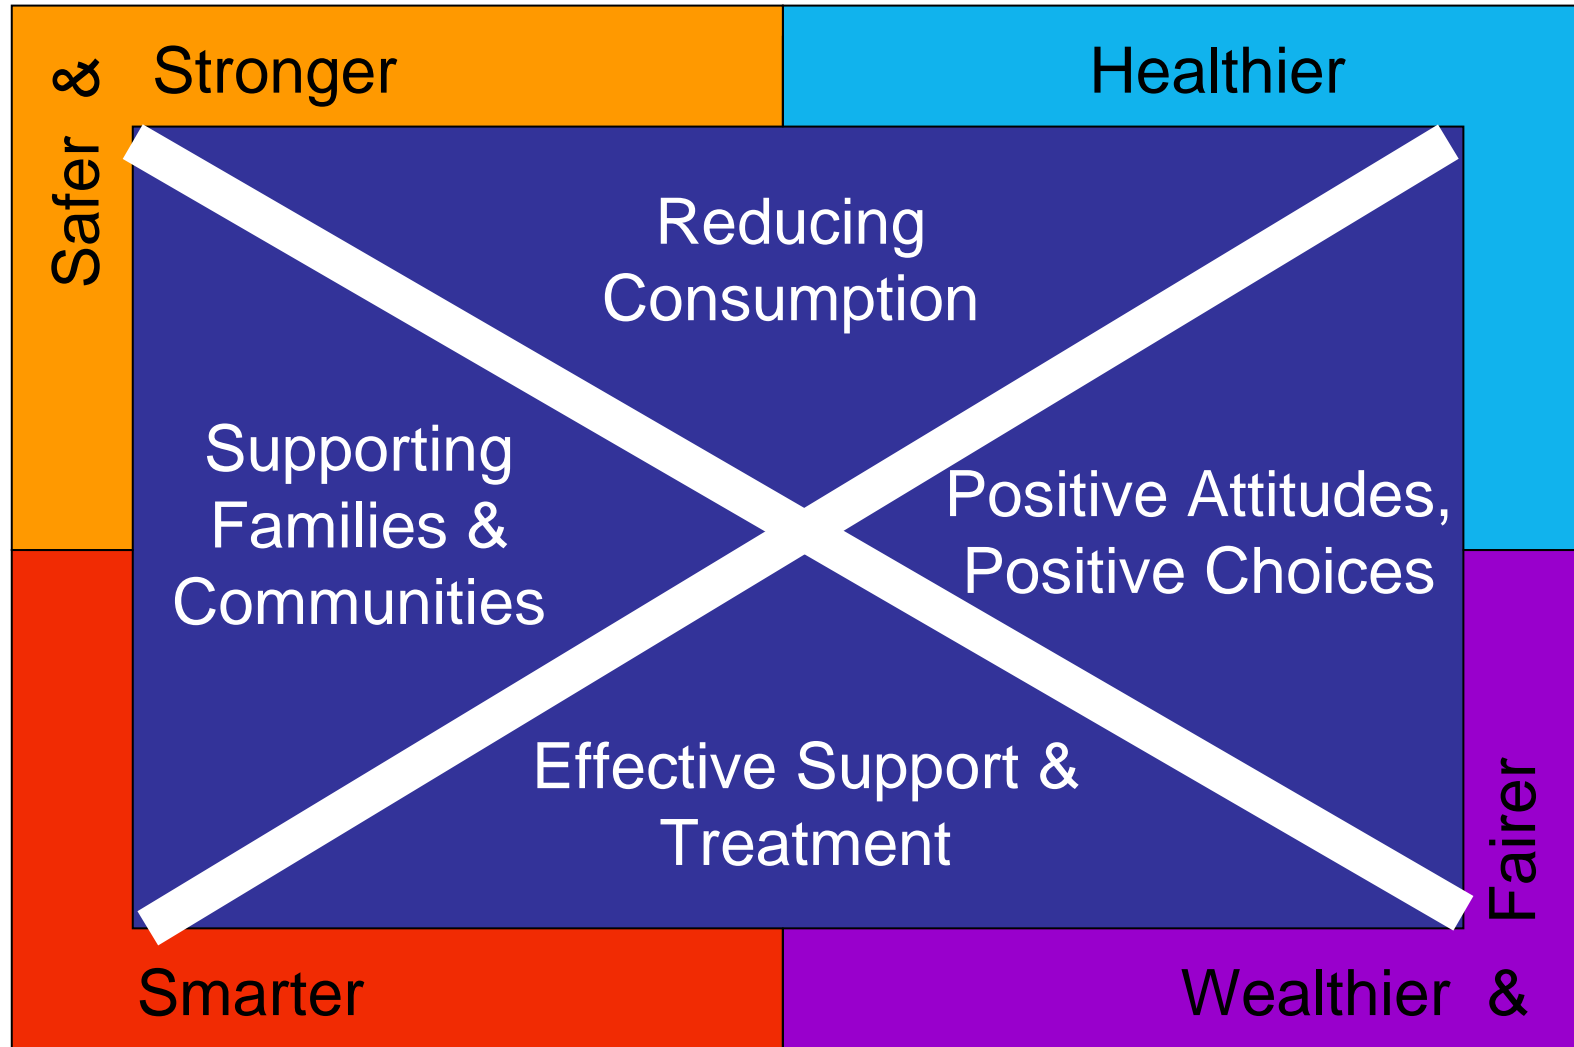 Safer &
Stronger
Healthier
Reducing
Consumption
Supporting
Families &
Communities
Positive Attitudes,
Positive Choices
Effective Support &
Treatment
Smarter
Wealthier &
Fairer